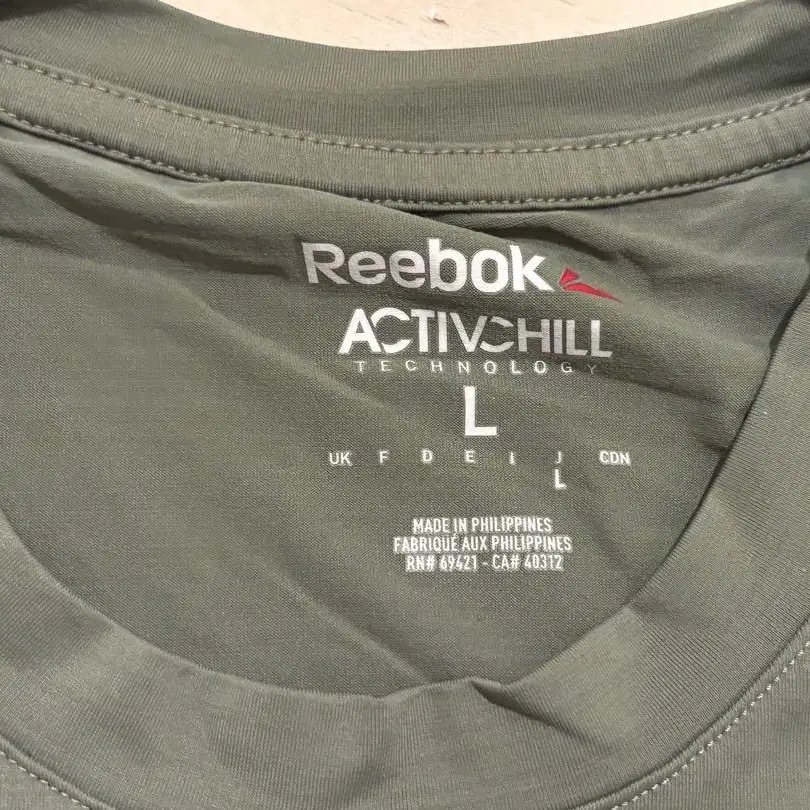 Reebok
ACTIVCHILL
TECHNOLOGY
L
UK F D E I J CDN
L
MADE IN PHILIPPINES
FABRIQUÉ AUX PHILIPPINES
RN# 69421 - CA# 40312